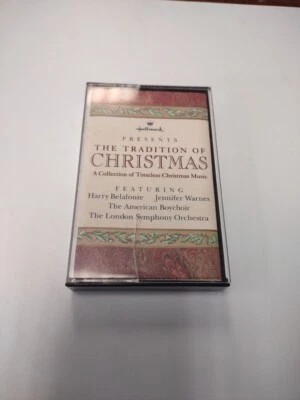 Hallmark
PRESENTS
THE TRADITION OF
CHRISTMAS
A Collection of Timeless Christmas Music
FEATURING
Harry Belafonte Jennifer Warnes
The American Boychoir
The London Symphony Orchestra